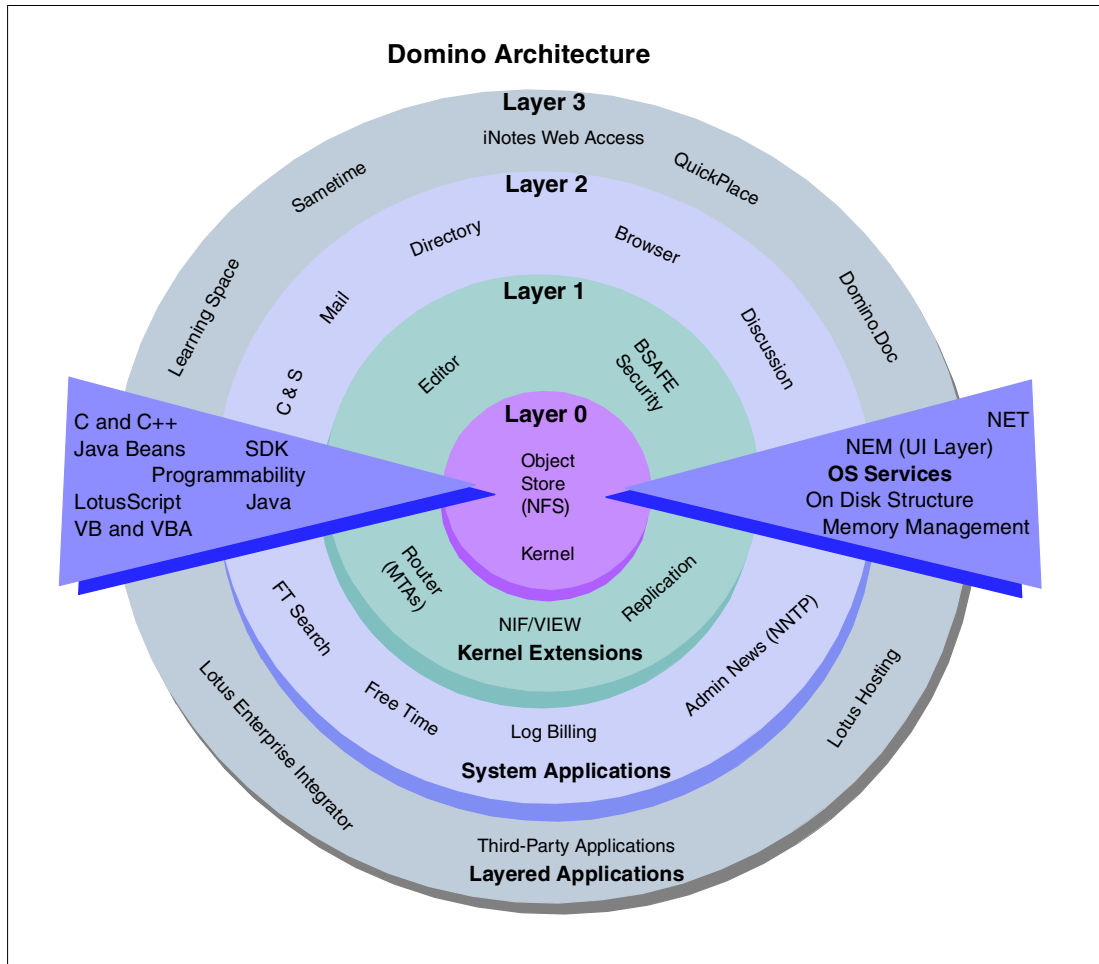 Domino Architecture
Layer 3
iNotes Web Access
Sametime
QuickPlace
Learning Space
Domino.Doc
Layer 2
Directory
Browser
Mail
Discussion
C & S
Layer 1
Editor
BSAFE
Security
Layer 0
Object
Store
(NFS)
Kernel
C and C++
Java Beans SDK
Programmability
LotusScript Java
VB and VBA
NET
NEM (UI Layer)
OS Services
On Disk Structure
Memory Management
Router
(MTAs)
Replication
NIF/VIEW
Kernel Extensions
FT Search
Free Time
Log Billing
Admin News (NNTP)
System Applications
Lotus Enterprise Integrator
Lotus Hosting
Third-Party Applications
Layered Applications